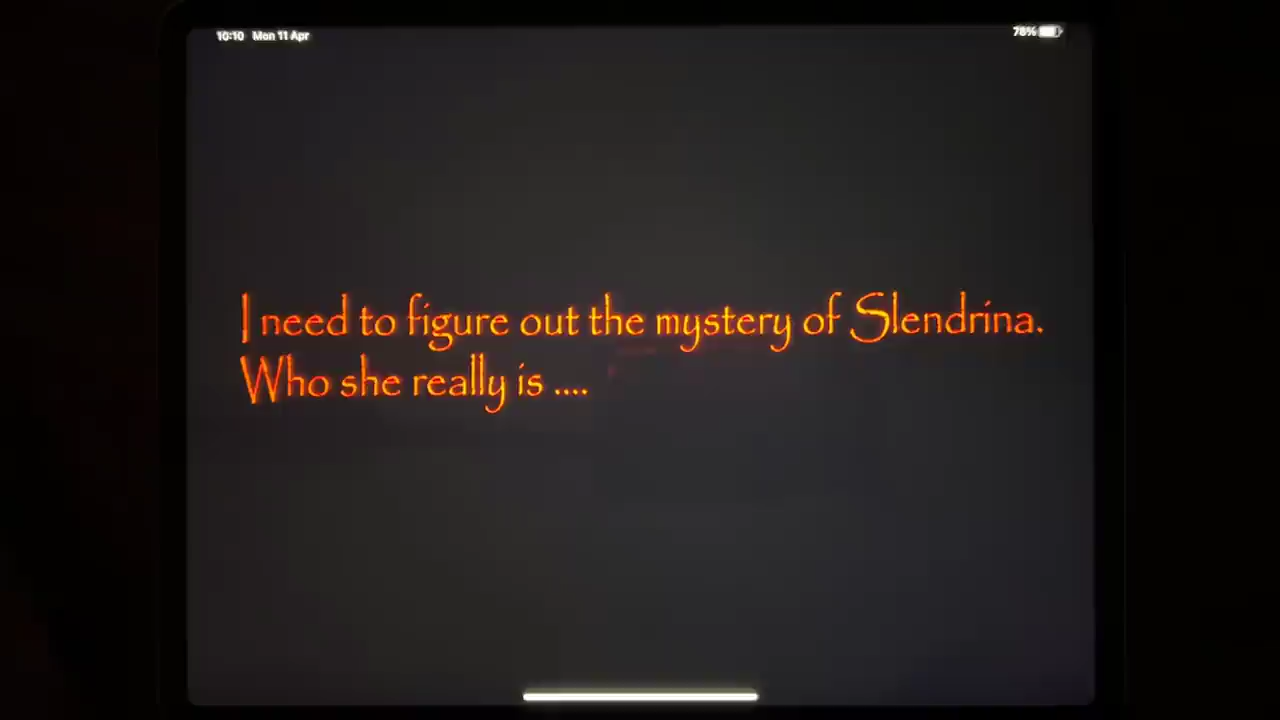 10:10 Mon 11 Apr
78%
I need to figure out the mystery of Slendrina.
Who she really is ....